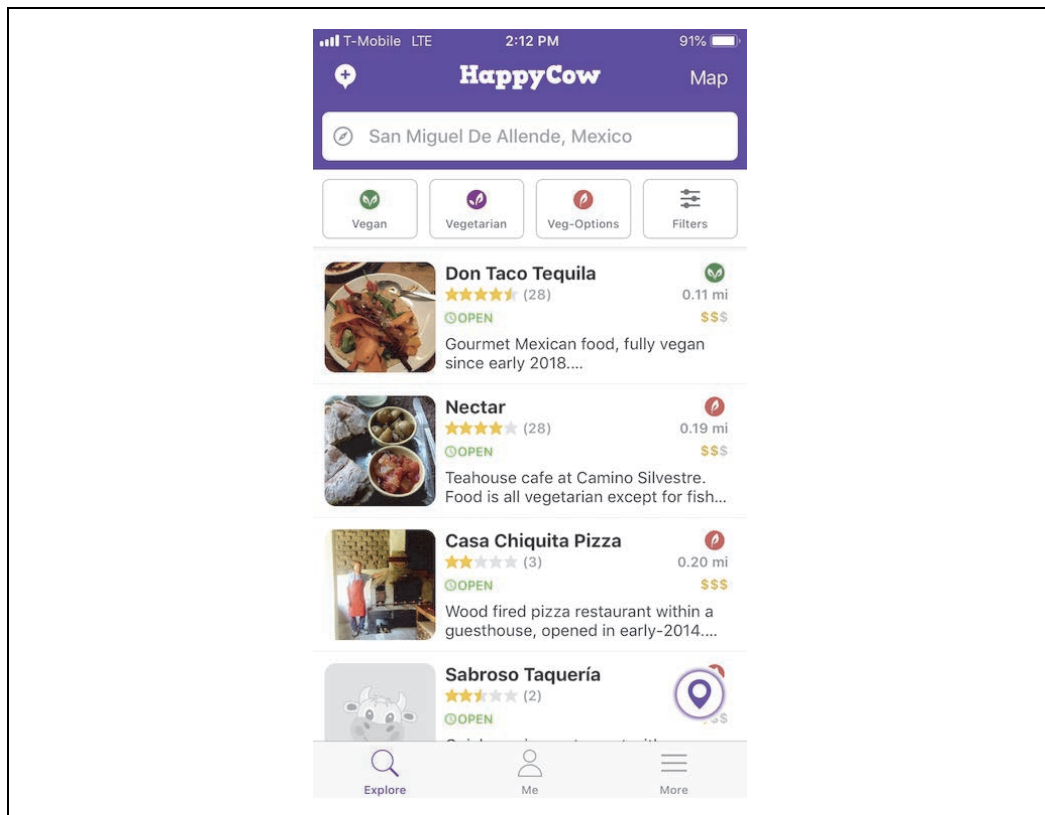 T-Mobile LTE 2:12 PM 91%
HappyCow Map
San Miguel De Allende, Mexico
Vegan Vegetarian Veg-Options Filters
Don Taco Tequila
(28) 0.11 mi
OPEN $$$
Gourmet Mexican food, fully vegan
since early 2018....
Nectar
(28) 0.19 mi
OPEN $$$
Teahouse cafe at Camino Silvestre.
Food is all vegetarian except for fish...
Casa Chiquita Pizza
(3) 0.20 mi
OPEN $$$
Wood fired pizza restaurant within a
guesthouse, opened in early-2014....
Sabroso Taquería
(2)
OPEN
Explore Me More